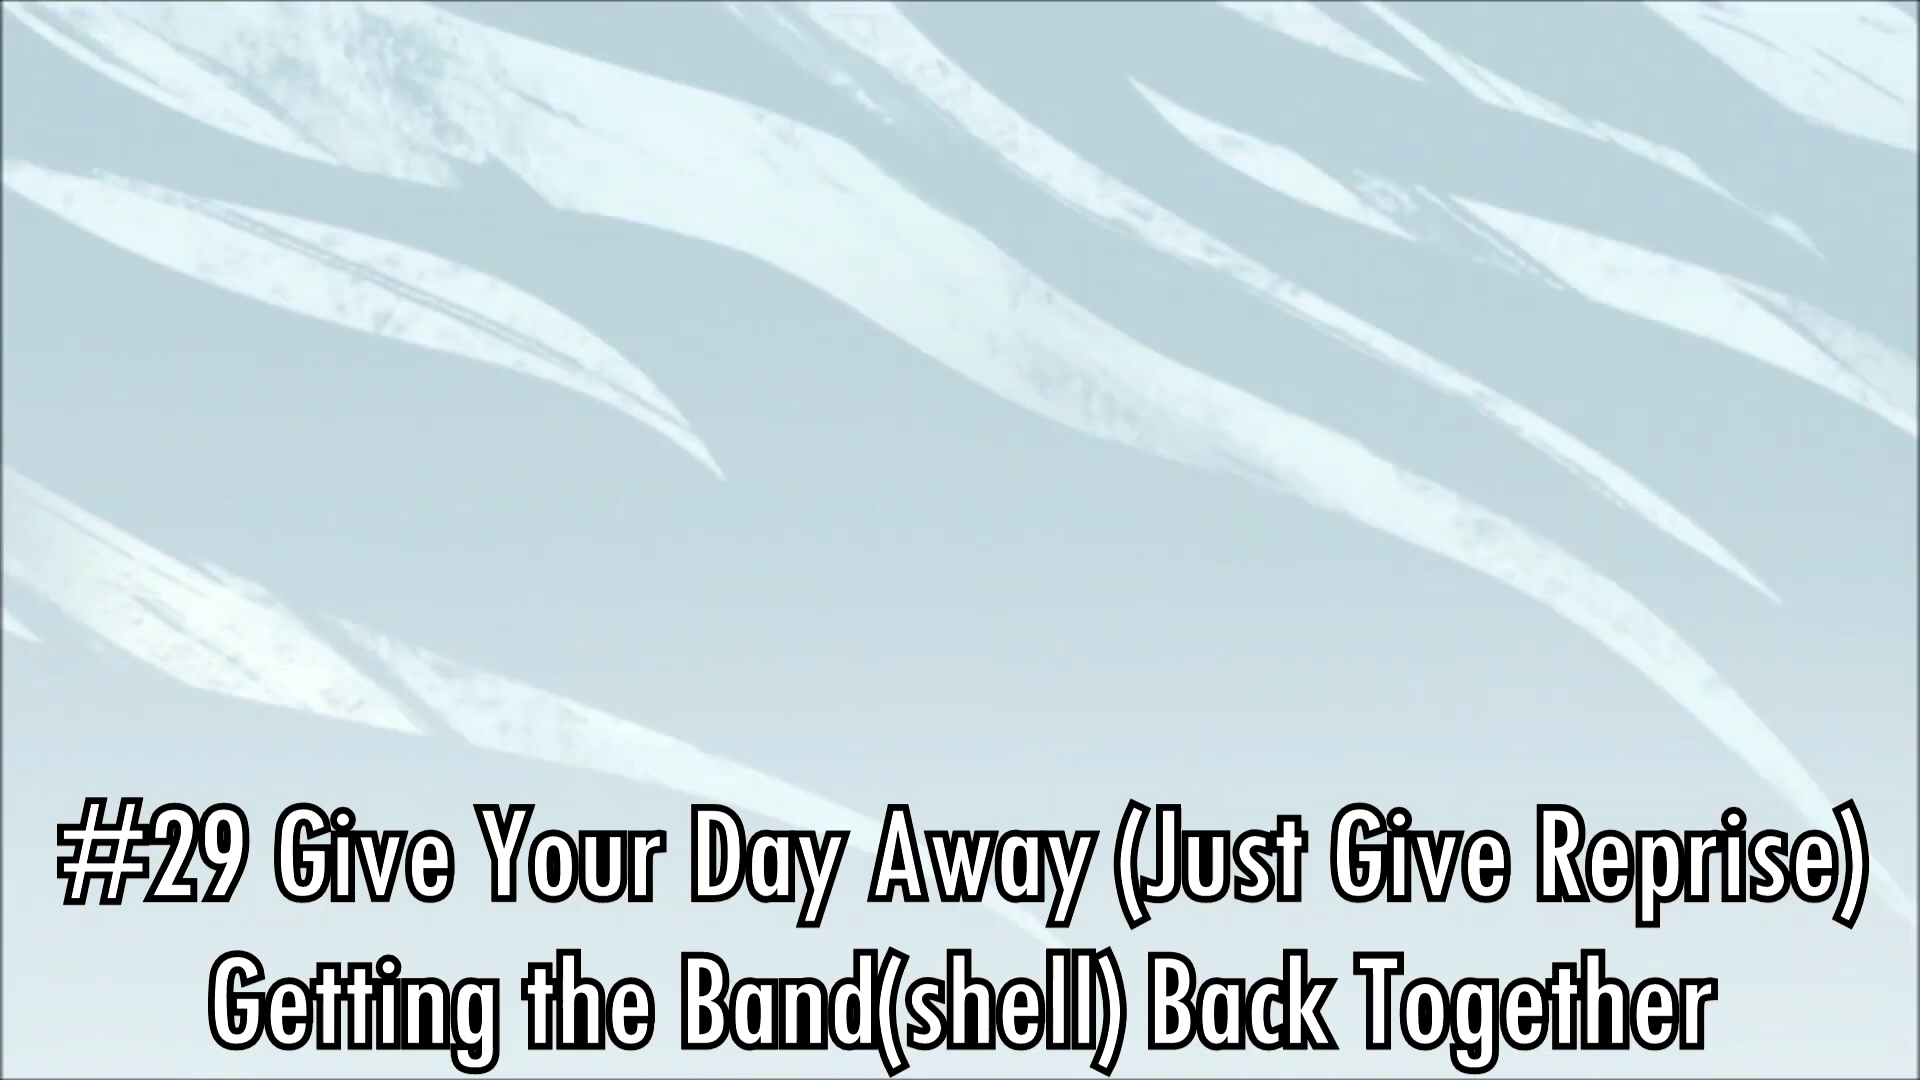 #29 Give Your Day Away (Just Give Reprise)
Getting the Band(shell) Back Together